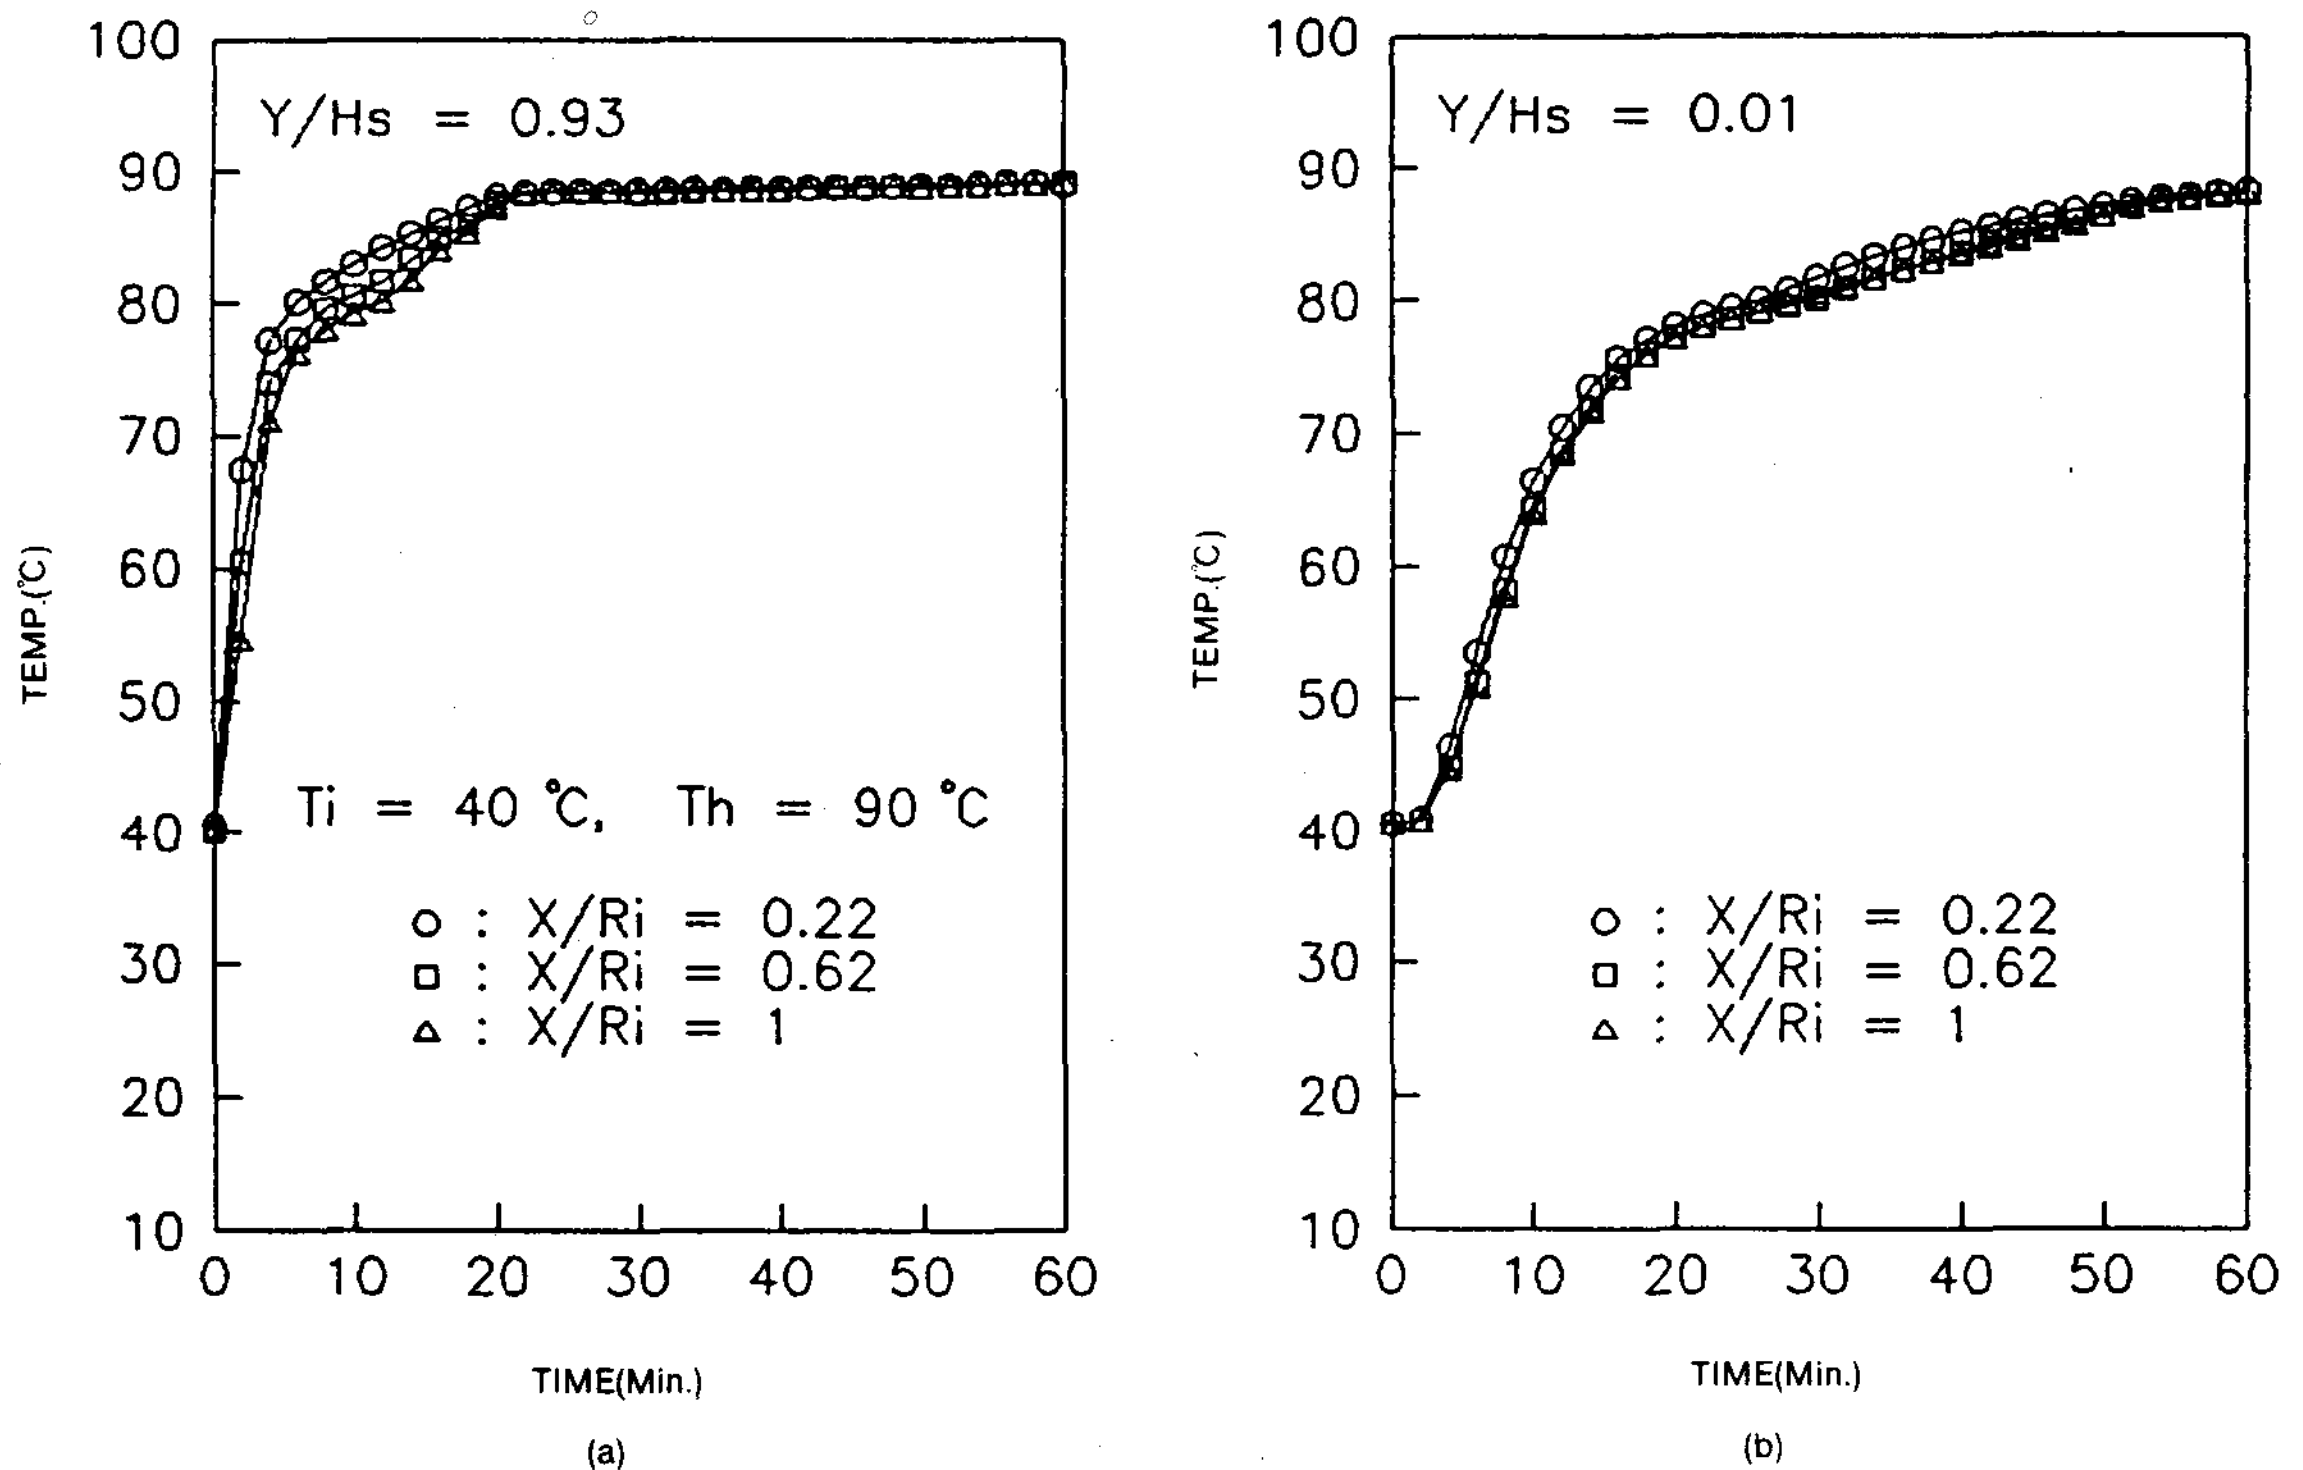 100
90
80
70
60
50
40
30
20
10
TEMP.(°C)
Y/Hs = 0.93
Ti = 40 °C, Th = 90 °C
○ : X/Ri = 0.22
□ : X/Ri = 0.62
△ : X/Ri = 1
0 10 20 30 40 50 60
TIME(Min.)
(a)
100
90
80
70
60
50
40
30
20
10
TEMP.(°C)
Y/Hs = 0.01
○ : X/Ri = 0.22
□ : X/Ri = 0.62
△ : X/Ri = 1
0 10 20 30 40 50 60
TIME(Min.)
(b)